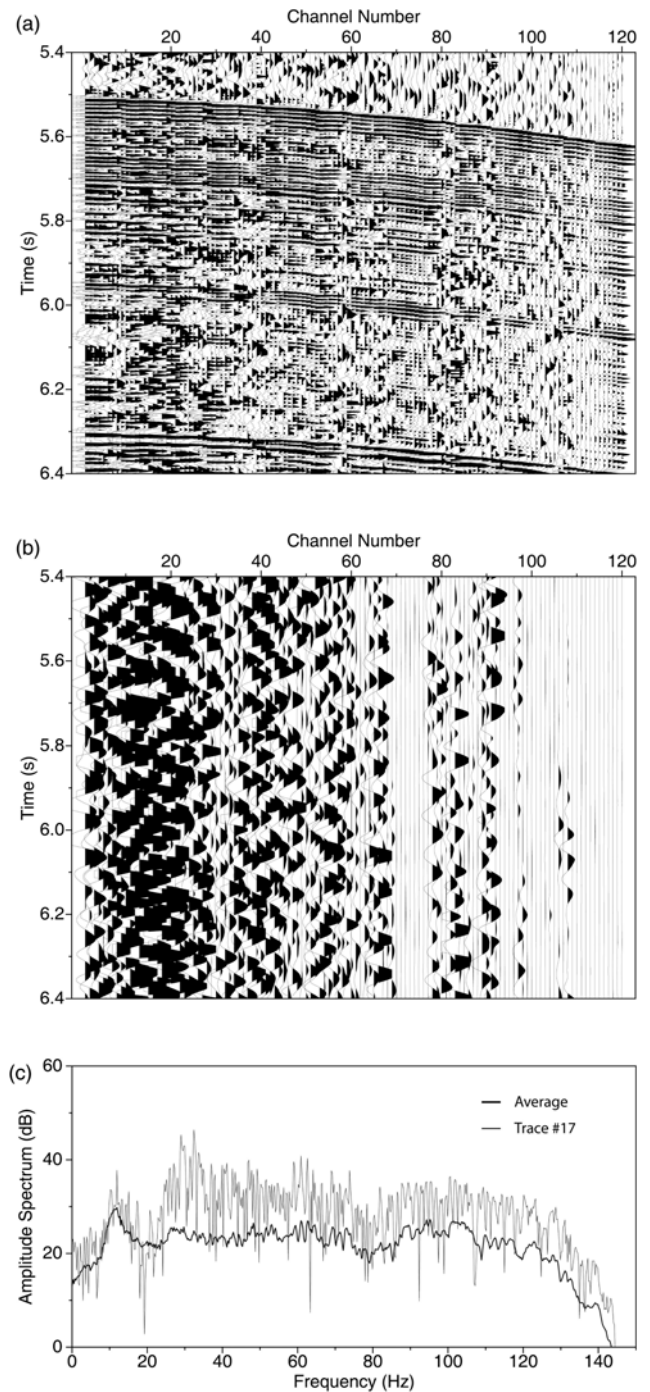 (a)
Channel Number
20 40 60 80 100 123
5.4
5.6
5.8
6.0
6.2
6.4
Time (s)
(b)
Channel Number
20 40 60 80 100 120
5.4
5.6
5.8
6.0
6.2
6.4
Time (s)
(c)
60
40
20
0
Amplitude Spectrum (dB)
Average
Trace #17
0 20 40 60 80 100 120 140
Frequency (Hz)